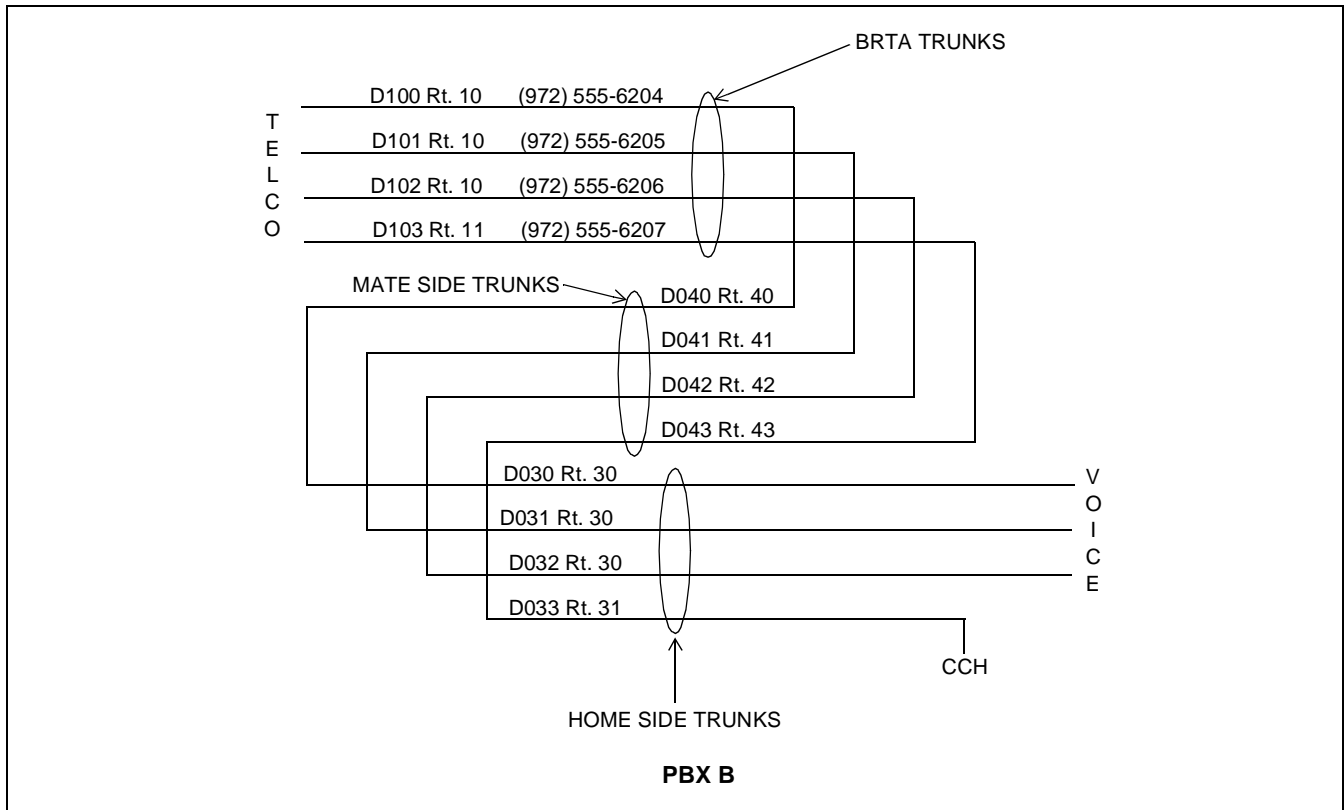 BRTA TRUNKS
TELCO
D100 Rt. 10 (972) 555-6204
D101 Rt. 10 (972) 555-6205
D102 Rt. 10 (972) 555-6206
D103 Rt. 11 (972) 555-6207
MATE SIDE TRUNKS
D040 Rt. 40
D041 Rt. 41
D042 Rt. 42
D043 Rt. 43
D030 Rt. 30
D031 Rt. 30
D032 Rt. 30
D033 Rt. 31
VOICE
CCH
HOME SIDE TRUNKS
PBX B